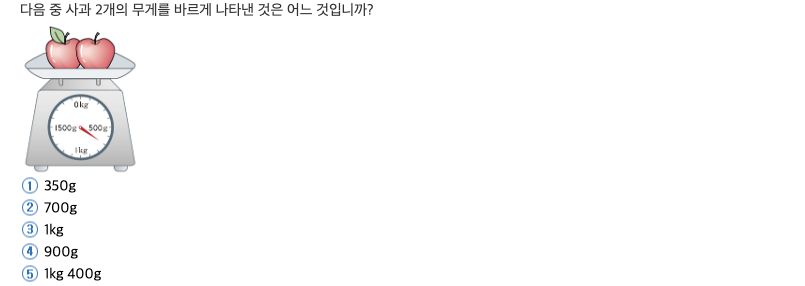 다음 중 사과 2개의 무게를 바르게 나타낸 것은 어느 것입니까?
0kg
1500g 500g
1kg
① 350g
② 700g
③ 1kg
④ 900g
⑤ 1kg 400g